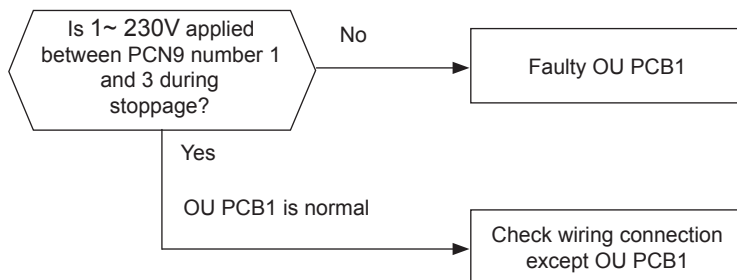 Is 1~ 230V applied
between PCN9 number 1
and 3 during
stoppage?
No
Faulty OU PCB1
Yes
OU PCB1 is normal
Check wiring connection
except OU PCB1